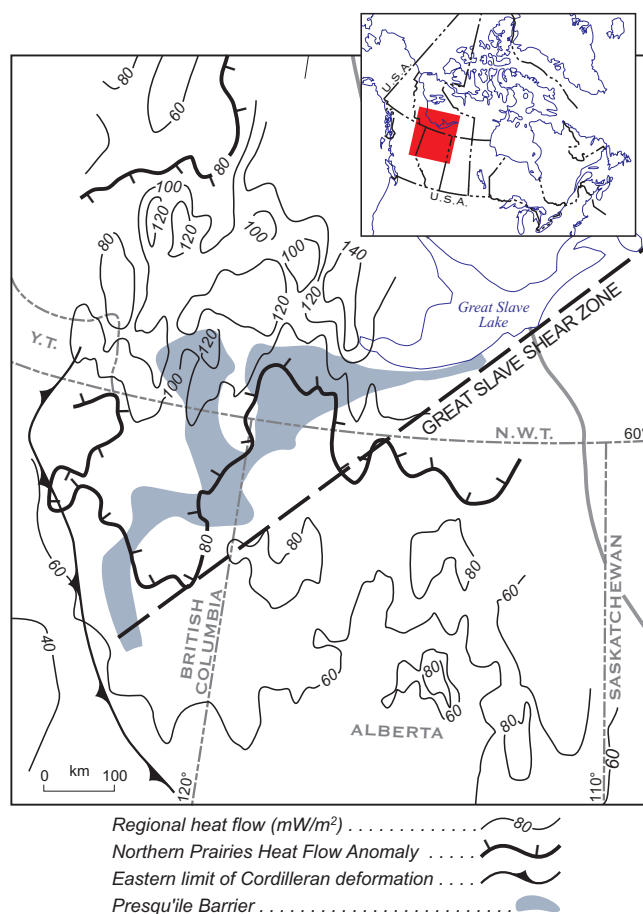 U.S.A.
U.S.A.
80
60
80
100
120
120
100
80
100
140
120
120
120
100
Great Slave
Lake
GREAT SLAVE SHEAR ZONE
Y.T.
N.W.T.
60°
80
80
80
60
60
40
60
60
80
60
80
60
BRITISH
COLUMBIA
ALBERTA
SASKATCHEWAN
0 km 100
120°
110°
Regional heat flow (mW/m²) . . . . . . . . . . . . . 80
Northern Prairies Heat Flow Anomaly . . . . .
Eastern limit of Cordilleran deformation . . . .
Presqu'ile Barrier . . . . . . . . . . . . . . . . . . . . . . . . .